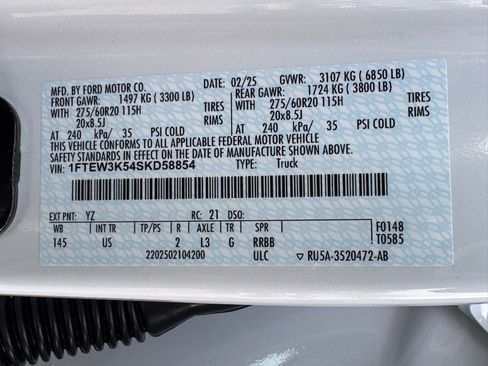 MFD. BY FORD MOTOR CO. DATE: 02/25 GVWR: 3107 KG (6850 LB)
FRONT GAWR: 1497 KG (3300 LB) REAR GAWR: 1724 KG (3800 LB)
WITH 275/60R20 115H TIRES WITH 275/60R20 115H TIRES
20x8.5J RIMS 20x8.5J RIMS
AT 240 kPa/ 35 PSI COLD AT 240 kPa/ 35 PSI COLD
THIS VEHICLE CONFORMS TO ALL APPLICABLE FEDERAL MOTOR VEHICLE
SAFETY STANDARDS IN EFFECT ON THE DATE OF MANUFACTURE SHOWN ABOVE.
VIN: 1FTEW3K54SKD58854 TYPE: Truck
EXT PNT: YZ RC: 21 DSO:
WB INT TR TP/PS R AXLE TR SPR F0148
145 US 2 L3 G RRBB T0585
2202502104200 ULC ▽ RU5A-3520472-AB